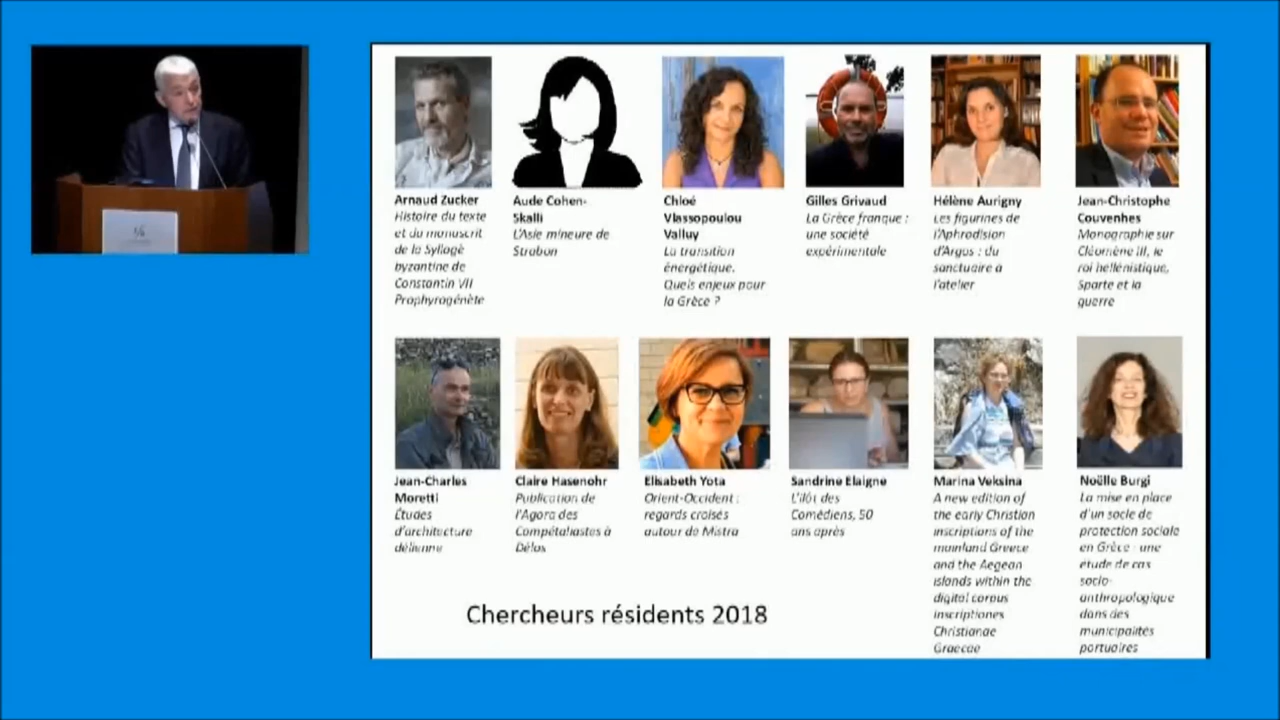 Arnaud Zucker
Histoire du texte
et du manuscrit
de la Syllogè
byzantine de
Constantin VII
Prophyrogénète
Aude Cohen-
Skalli
L'Asie mineure de
Strabon
Chloé
Vlassopoulou
Valluy
La transition
énergétique.
Quels enjeux pour
la Grèce ?
Gilles Grivaud
La Grèce franque :
une société
expérimentale
Hélène Aurigny
Les figurines de
l'Aphrodision
d'Argos : du
sanctuaire à
l'atelier
Jean-Christophe
Couvenhes
Monographie sur
Cléomène III, le
roi hellénistique,
Sparte et la
guerre
Jean-Charles
Moretti
Études
d'architecture
délienne
Claire Hasenohr
Publication de
l'Agora des
Compétaliastes à
Délos
Elisabeth Yota
Orient-Occident :
regards croisés
autour de Mistra
Sandrine Elaigne
L'îlôt des
Comédiens, 50
ans après
Marina Veksina
A new edition of
the early Christian
inscriptions of the
mainland Greece
and the Aegean
islands within the
digital corpus
inscriptiones
Christianae
Graecae
Noëlle Burgi
La mise en place
d'un socle de
protection sociale
en Grèce : une
étude de cas
socio-
anthropologique
dans des
municipalités
portuaires
Chercheurs résidents 2018